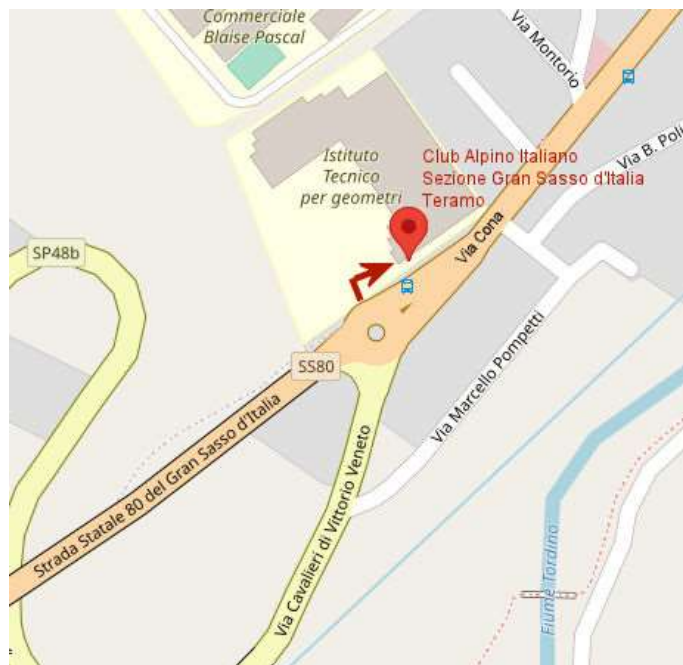 Commerciale
Blaise Pascal
Via Montorio
Istituto
Tecnico
per geometri
Club Alpino Italiano
Sezione Gran Sasso d'Italia
Teramo
Via B. Poli
Via Cona
SP48b
SS80
Via Marcello Pompetti
Strada Statale 80 del Gran Sasso d'Italia
Via Cavalieri di Vittorio Veneto
Fiume Tordino